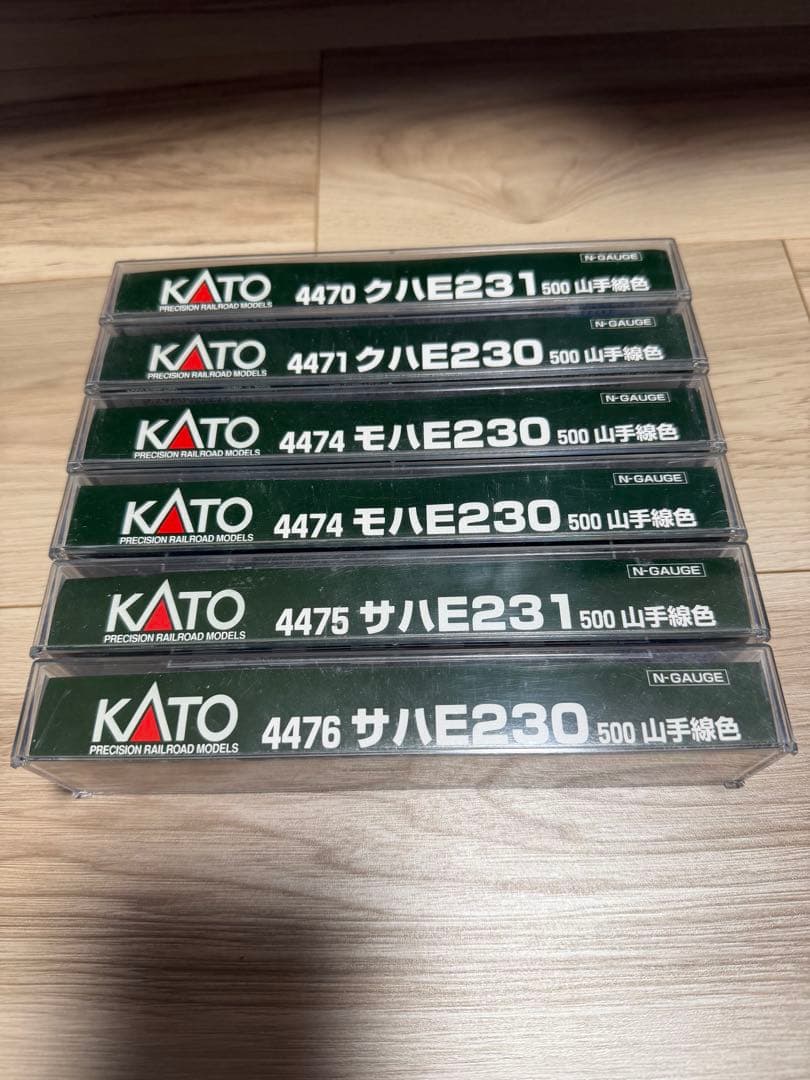 N-GAUGE
KATO 4470 クハE231 500 山手線色
PRECISION RAILROAD MODELS
N-GAUGE
KATO 4471 クハE230 500 山手線色
PRECISION RAILROAD MODELS
N-GAUGE
KATO 4474 モハE230 500 山手線色
PRECISION RAILROAD MODELS
N-GAUGE
KATO 4474 モハE230 500 山手線色
PRECISION RAILROAD MODELS
N-GAUGE
KATO 4475 サハE231 500 山手線色
PRECISION RAILROAD MODELS
N-GAUGE
KATO 4476 サハE230 500 山手線色
PRECISION RAILROAD MODELS